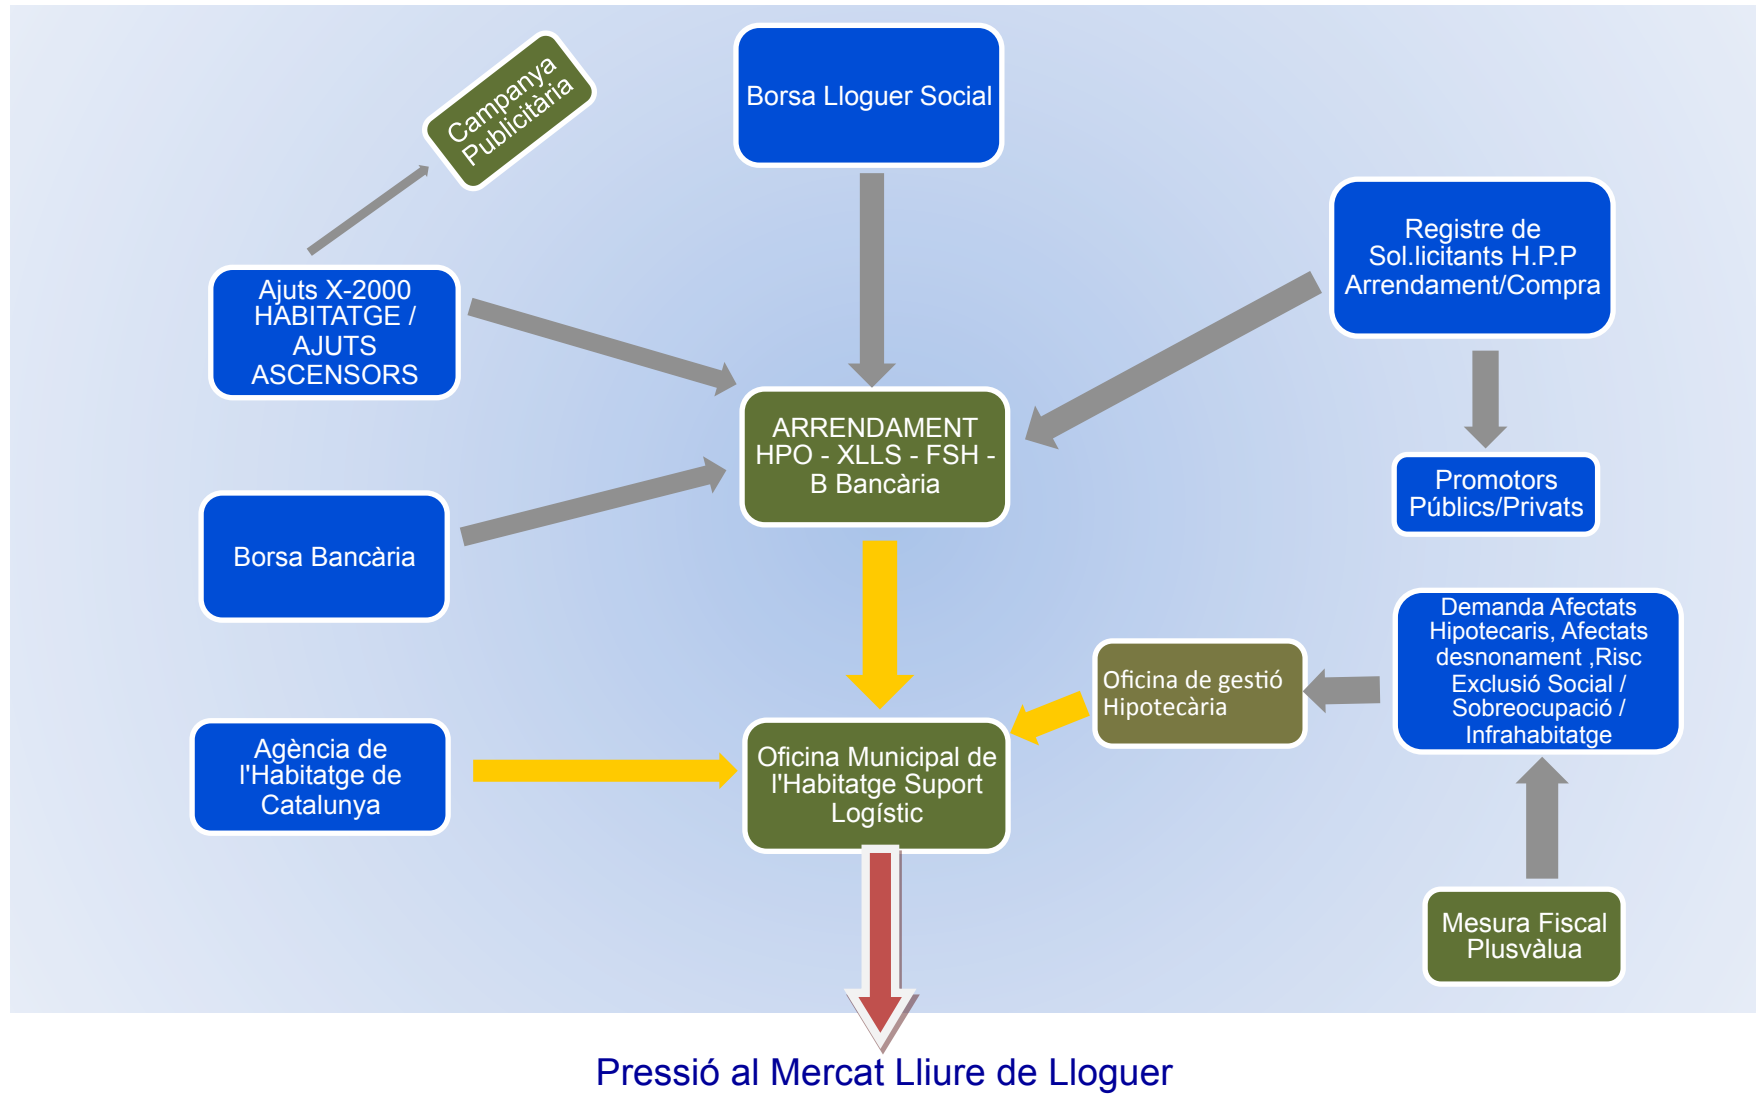 Campanya
Publicitària
Borsa Lloguer Social
Registre de
Sol.licitants H.P.P
Arrendament/Compra
Ajuts X-2000
HABITATGE /
AJUTS
ASCENSORS
ARRENDAMENT
HPO - XLLS - FSH -
B Bancària
Promotors
Públics/Privats
Borsa Bancària
Demanda Afectats
Hipotecaris, Afectats
desnonament ,Risc
Exclusió Social /
Sobreocupació /
Infrahabitatge
Oficina de gestió
Hipotecària
Agència de
l'Habitatge de
Catalunya
Oficina Municipal de
l'Habitatge Suport
Logístic
Mesura Fiscal
Plusvàlua
Pressió al Mercat Lliure de Lloguer